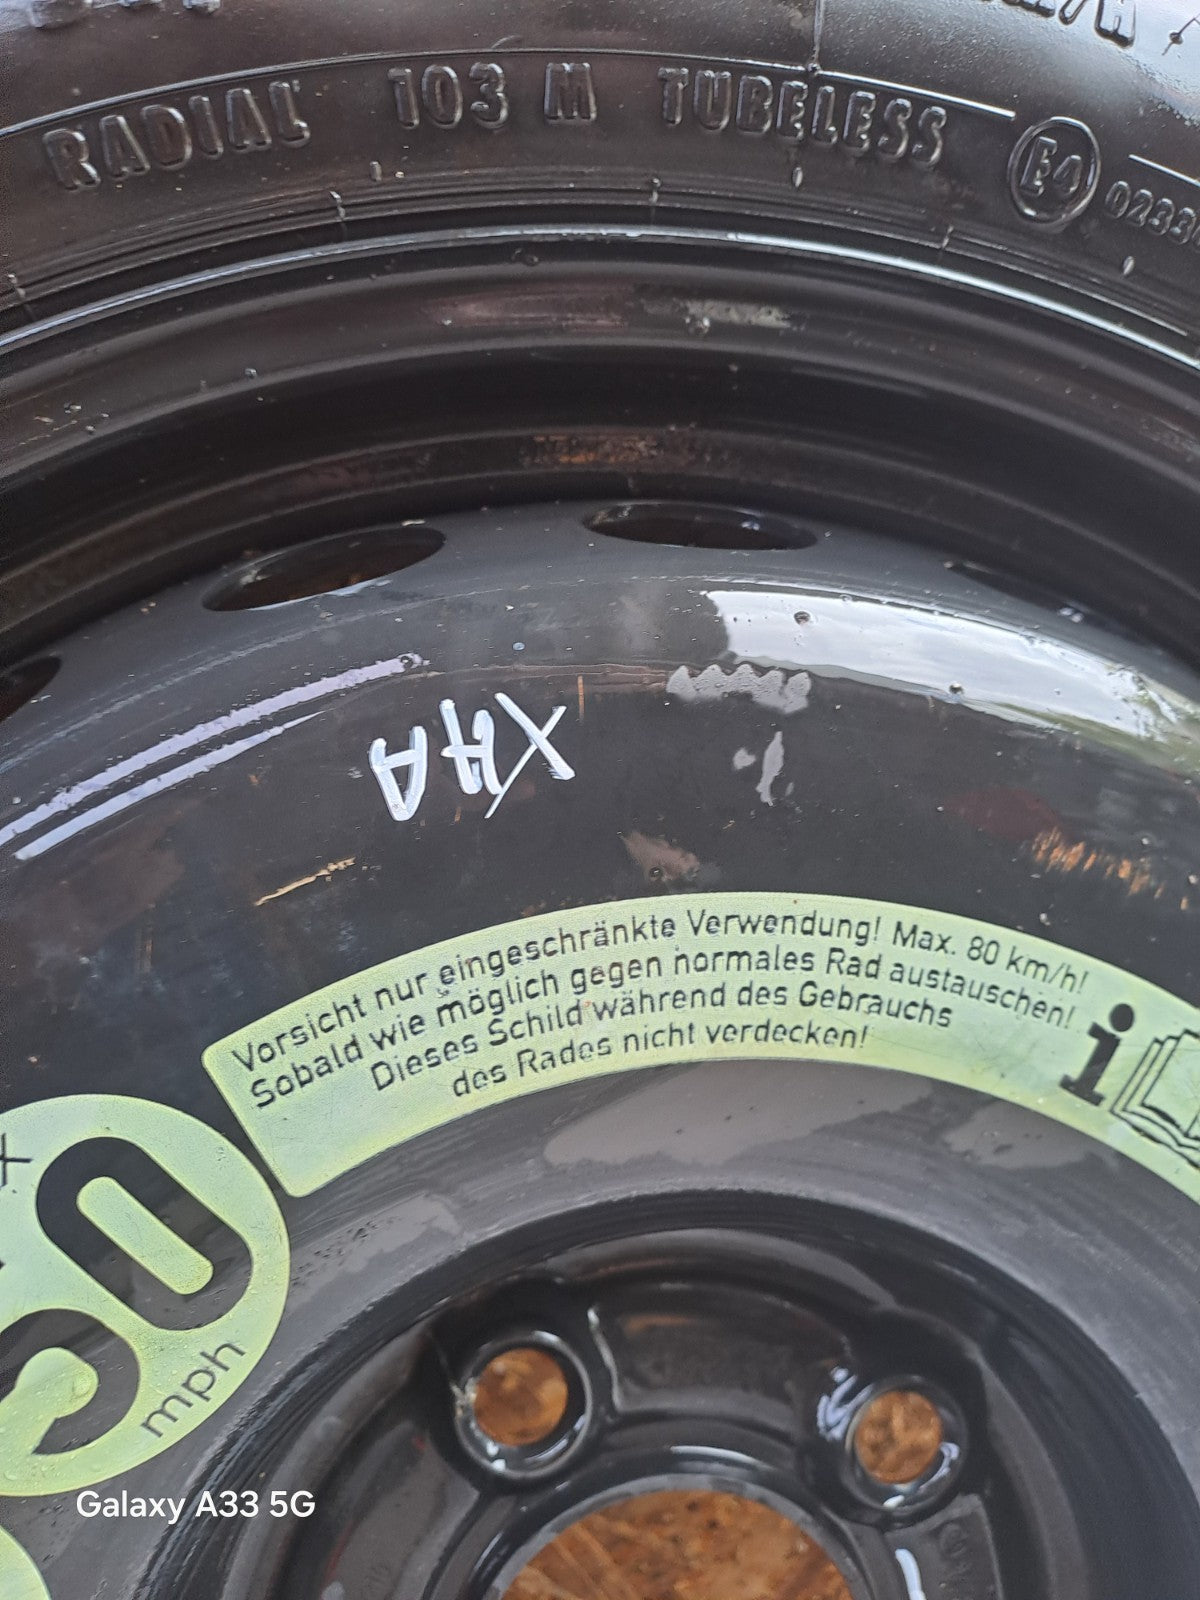 RADIAL 103 M TUBELESS E4
Vorsicht nur eingeschränkte Verwendung! Max. 80 km/h!
Sobald wie möglich gegen normales Rad austauschen!
Dieses Schild während des Gebrauchs
des Rades nicht verdecken!
i
50
mph
Galaxy A33 5G